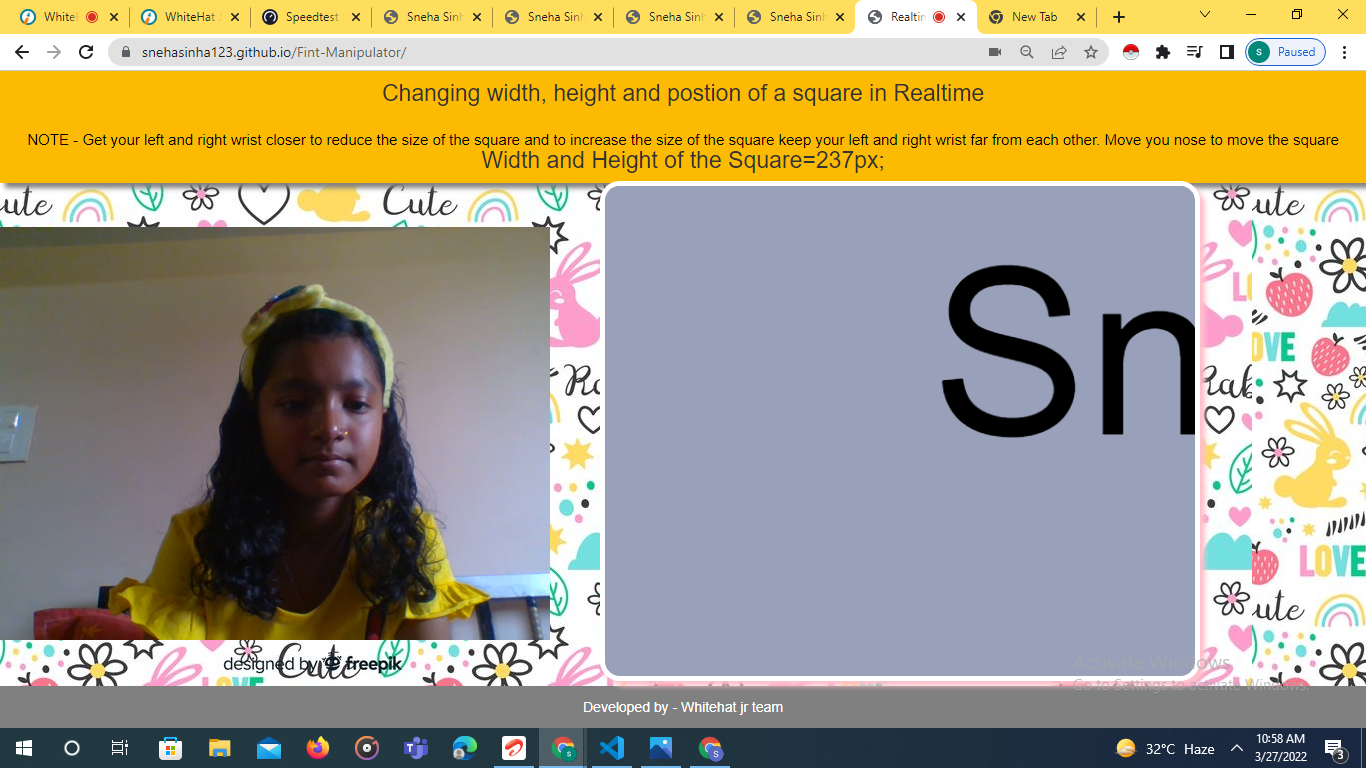 WhiteH
WhiteHat J
Speedtest
Sneha Sinh
Sneha Sinh
Sneha Sinh
Sneha Sinh
Realtim
New Tab
snehasinha123.github.io/Fint-Manipulator/
S
Paused
Changing width, height and postion of a square in Realtime
NOTE - Get your left and right wrist closer to reduce the size of the square and to increase the size of the square keep your left and right wrist far from each other. Move you nose to move the square
Width and Height of the Square=237px;
Cute
Cute
ute
Sn
LOVE
OVE
LOVE
ute
designed by freepik
Cute
Activate Windows
Go to Settings to activate Windows.
Developed by - Whitehat jr team
32°C Haze
10:58 AM
3/27/2022
3